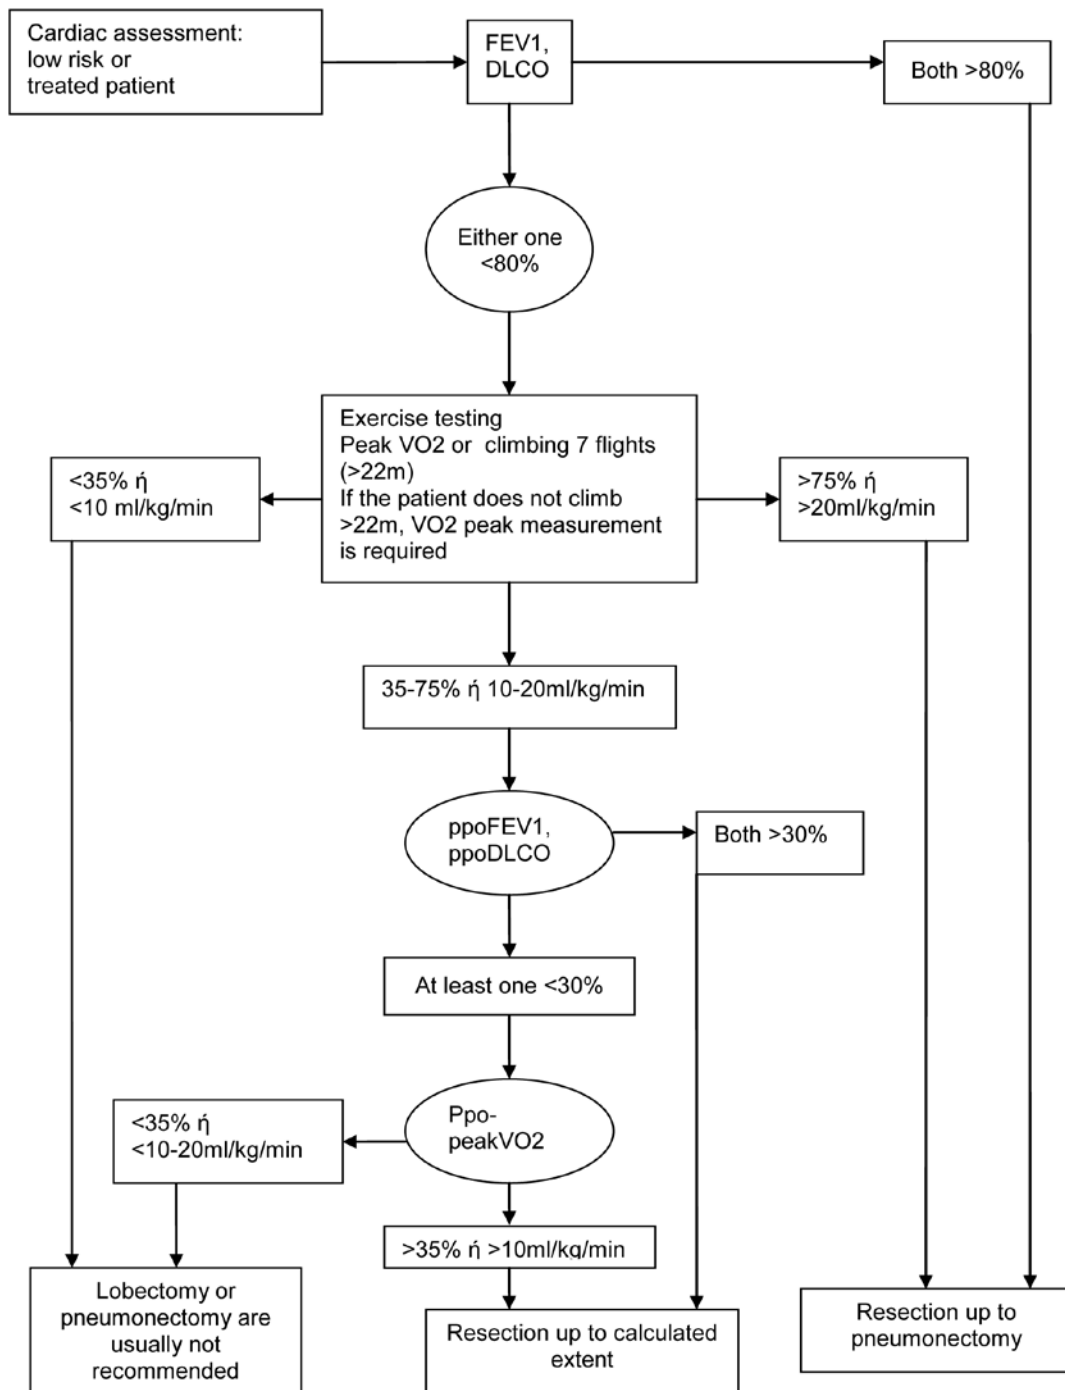 Cardiac assessment:
low risk or
treated patient
FEV1,
DLCO
Both >80%
Either one
<80%
Exercise testing
Peak VO2 or climbing 7 flights
(>22m)
If the patient does not climb
>22m, VO2 peak measurement
is required
<35% ή
<10 ml/kg/min
>75% ή
>20ml/kg/min
35-75% ή 10-20ml/kg/min
ppoFEV1,
ppoDLCO
Both >30%
At least one <30%
Ppo-
peakVO2
<35% ή
<10-20ml/kg/min
>35% ή >10ml/kg/min
Lobectomy or
pneumonectomy are
usually not
recommended
Resection up to calculated
extent
Resection up to
pneumonectomy